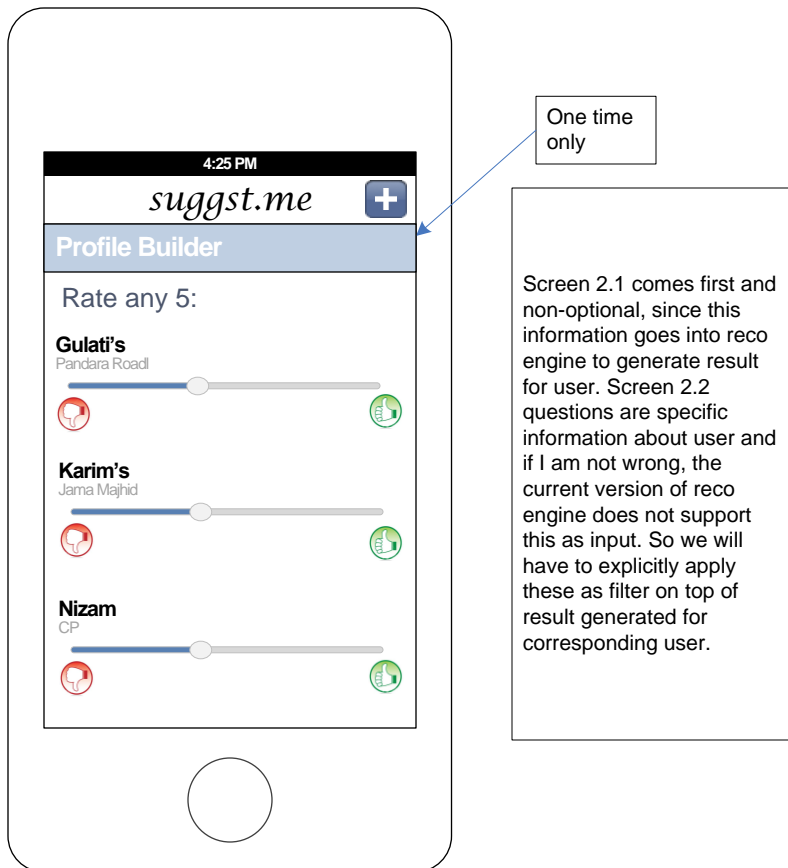 4:25 PM
suggst.me
Profile Builder
Rate any 5:
Gulati's
Pandara Roadl
Karim's
Jama Majhid
Nizam
CP
One time
only
Screen 2.1 comes first and
non-optional, since this
information goes into reco
engine to generate result
for user. Screen 2.2
questions are specific
information about user and
if I am not wrong, the
current version of reco
engine does not support
this as input. So we will
have to explicitly apply
these as filter on top of
result generated for
corresponding user.